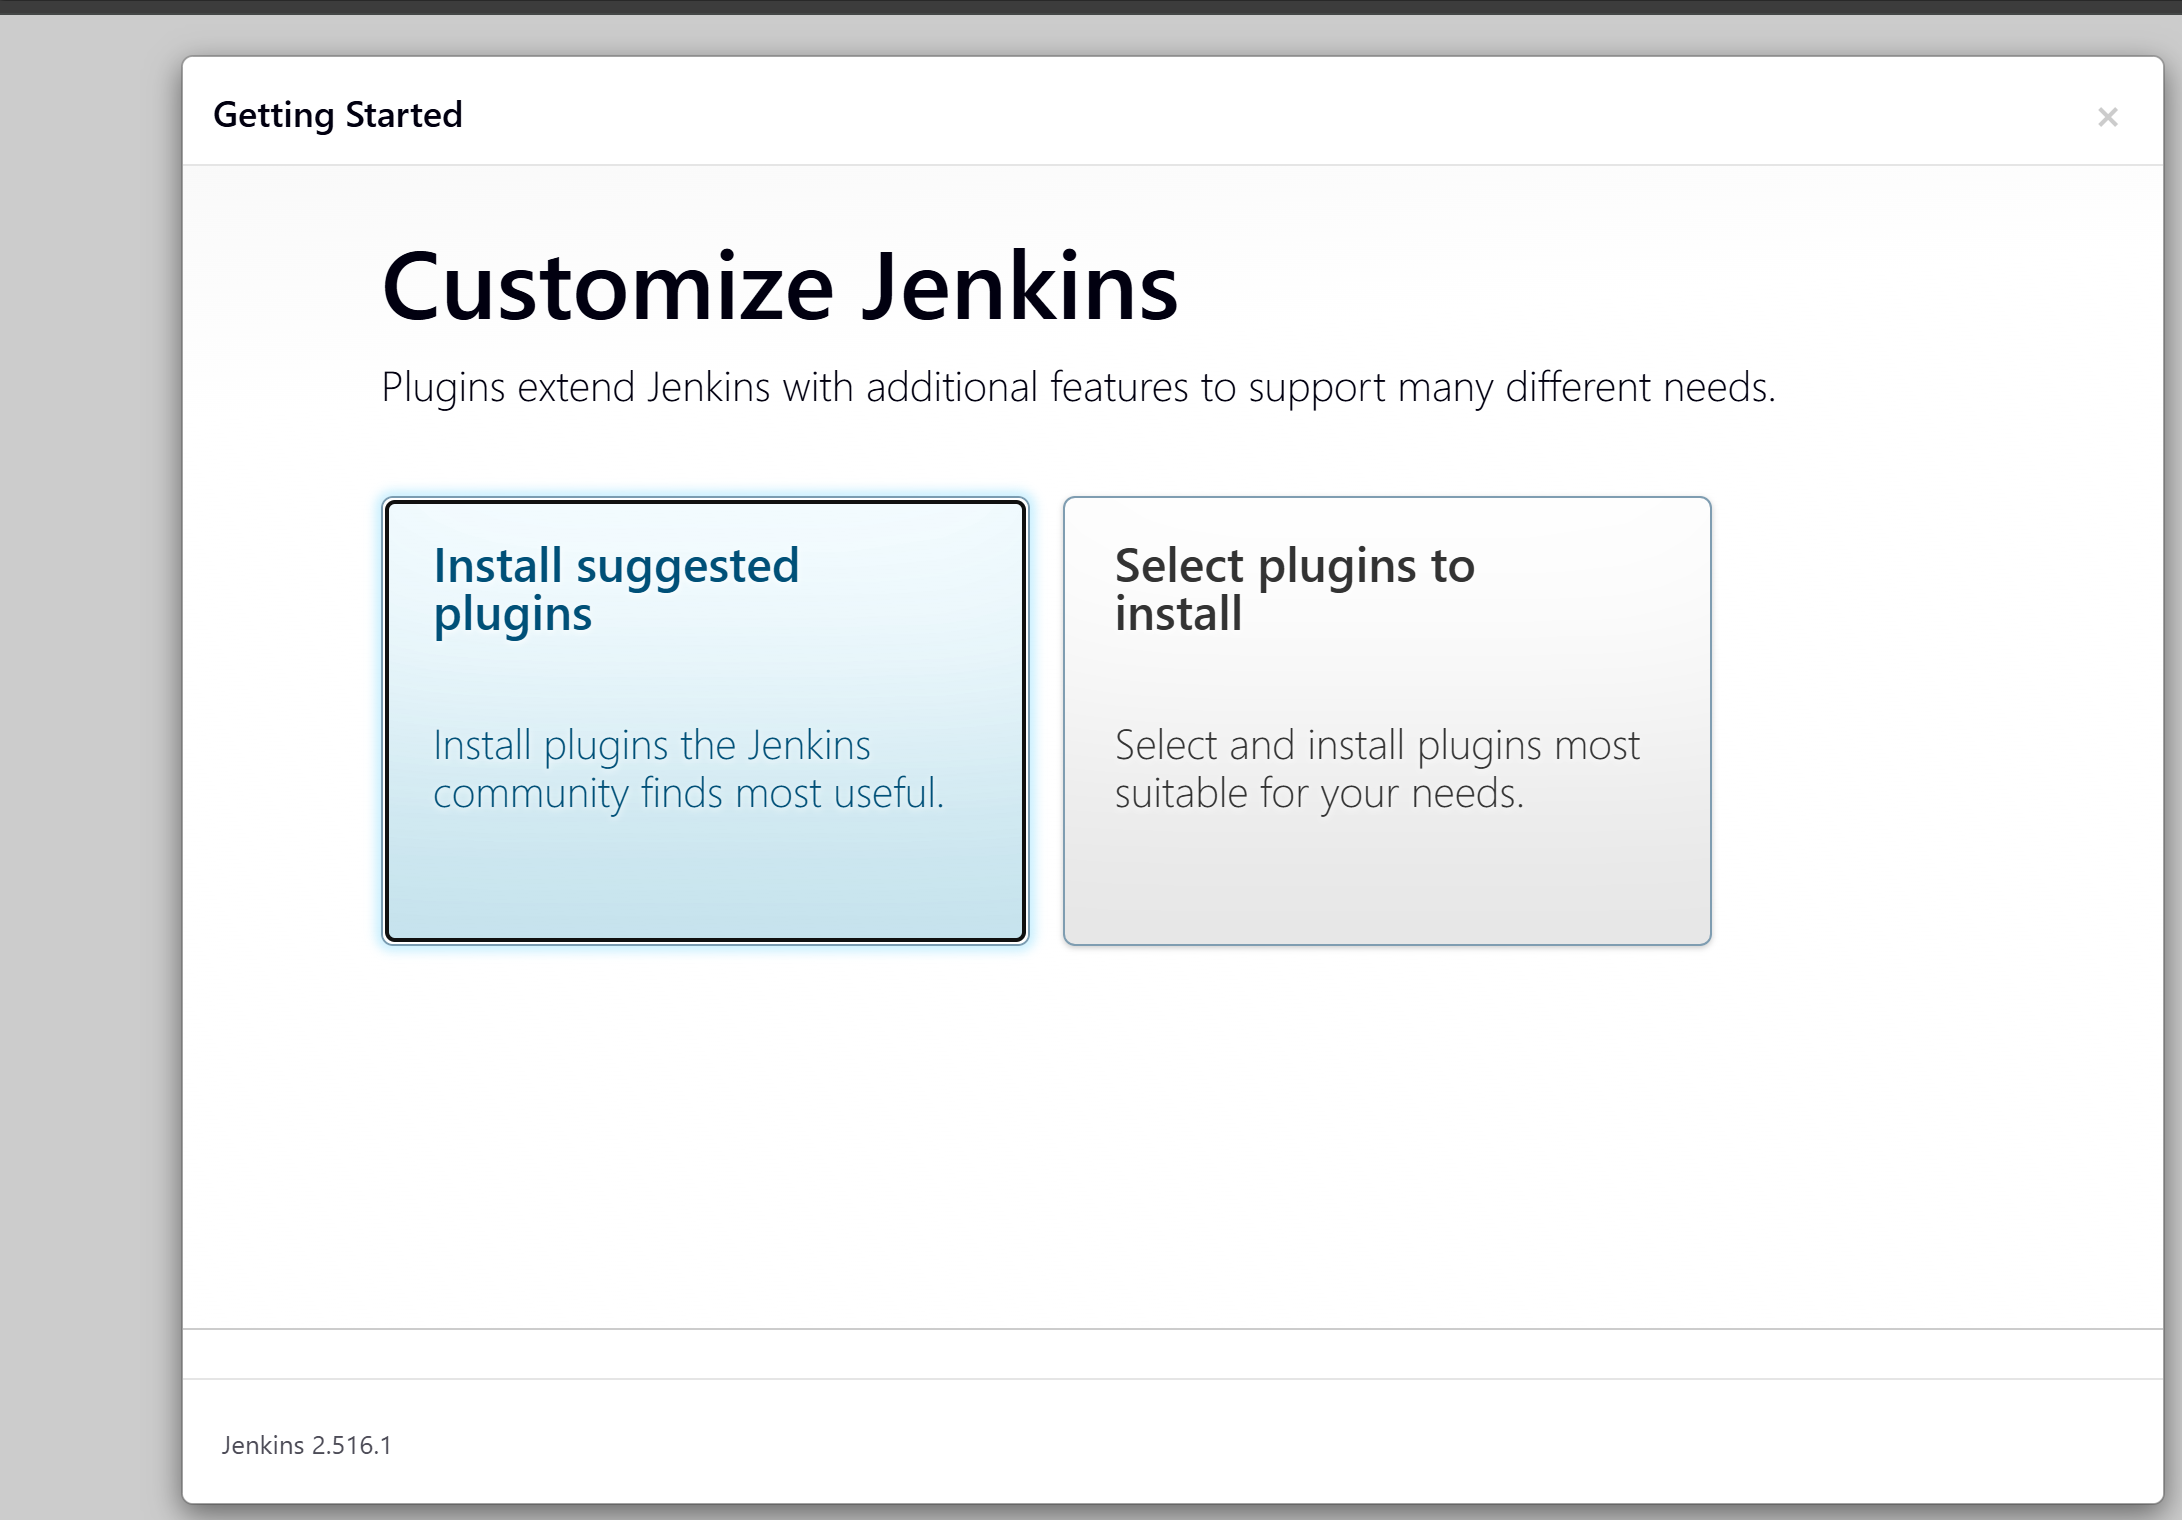 Getting Started
×
Customize Jenkins
Plugins extend Jenkins with additional features to support many different needs.
Install suggested
plugins
Install plugins the Jenkins
community finds most useful.
Select plugins to
install
Select and install plugins most
suitable for your needs.
Jenkins 2.516.1